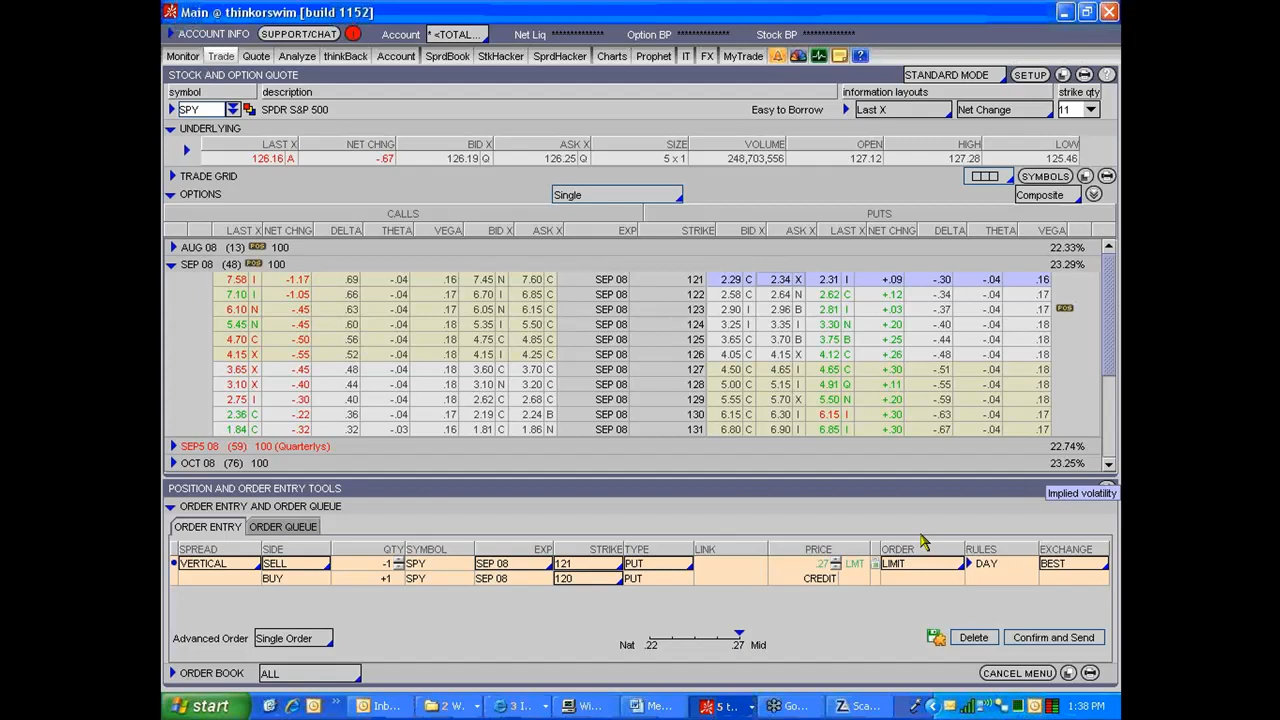 Main @ thinkorswim [build 1152]
ACCOUNT INFO SUPPORT/CHAT Account * <TOTAL... Net Liq ************* Option BP ************* Stock BP *************
Monitor Trade Quote Analyze thinkBack Account SprdBook StkHacker SprdHacker Charts Prophet IT FX MyTrade
STOCK AND OPTION QUOTE STANDARD MODE SETUP
symbol description information layouts strike qty
SPY SPDR S&P 500 Easy to Borrow Last X Net Change 11
UNDERLYING
LAST X NET CHNG BID X ASK X SIZE VOLUME OPEN HIGH LOW
126.16 A -.67 126.19 Q 126.25 Q 5 x 1 248,703,556 127.12 127.28 125.46
TRADE GRID SYMBOLS
OPTIONS Single Composite
CALLS PUTS
LAST X NET CHNG DELTA THETA VEGA BID X ASK X EXP STRIKE BID X ASK X LAST X NET CHNG DELTA THETA VEGA
AUG 08 (13) POS 100 22.33%
SEP 08 (48) POS 100 23.29%
7.58 I -1.17 .69 -.04 .16 7.45 N 7.60 C SEP 08 121 2.29 C 2.34 X 2.31 I +.09 -.30 -.04 .16
7.10 I -1.05 .66 -.04 .17 6.70 I 6.85 C SEP 08 122 2.58 C 2.64 N 2.62 C +.12 -.34 -.04 .17
6.10 N -.45 .63 -.04 .17 6.05 N 6.15 C SEP 08 123 2.90 I 2.96 B 2.81 I +.03 -.37 -.04 .17 POS
5.45 N -.45 .60 -.04 .18 5.35 I 5.50 C SEP 08 124 3.25 I 3.35 I 3.30 N +.20 -.40 -.04 .18
4.70 C -.50 .56 -.04 .18 4.75 C 4.85 C SEP 08 125 3.65 C 3.70 B 3.75 B +.25 -.44 -.04 .18
4.15 X -.55 .52 -.04 .18 4.15 I 4.25 C SEP 08 126 4.05 C 4.15 X 4.12 C +.26 -.48 -.04 .18
3.65 X -.45 .48 -.04 .18 3.60 C 3.70 C SEP 08 127 4.50 C 4.65 I 4.65 C +.30 -.51 -.04 .18
3.10 X -.40 .44 -.04 .18 3.10 N 3.20 C SEP 08 128 5.00 C 5.15 I 4.91 Q +.11 -.55 -.04 .18
2.75 I -.30 .40 -.04 .18 2.62 C 2.68 C SEP 08 129 5.55 C 5.70 X 5.50 N +.20 -.59 -.04 .18
2.36 C -.22 .36 -.04 .17 2.19 C 2.24 B SEP 08 130 6.15 C 6.30 I 6.15 I +.30 -.63 -.04 .17
1.84 C -.32 .32 -.03 .17 1.81 C 1.86 N SEP 08 131 6.80 C 6.90 I 6.85 I +.30 -.67 -.04 .17
SEP5 08 (59) 100 (Quarterlys) 22.74%
OCT 08 (76) 100 23.25%
POSITION AND ORDER ENTRY TOOLS
Implied volatility
ORDER ENTRY AND ORDER QUEUE
ORDER ENTRY ORDER QUEUE
SPREAD SIDE QTY SYMBOL EXP STRIKE TYPE LINK PRICE ORDER RULES EXCHANGE
VERTICAL SELL -1 SPY SEP 08 121 PUT .27 LMT LIMIT DAY BEST
BUY +1 SPY SEP 08 120 PUT CREDIT
Advanced Order Single Order Nat .22 .27 Mid Delete Confirm and Send
ORDER BOOK ALL CANCEL MENU
start Inb... 2 W... 3 I... Wi... Me... 5 t... Go... Sca... 1:38 PM